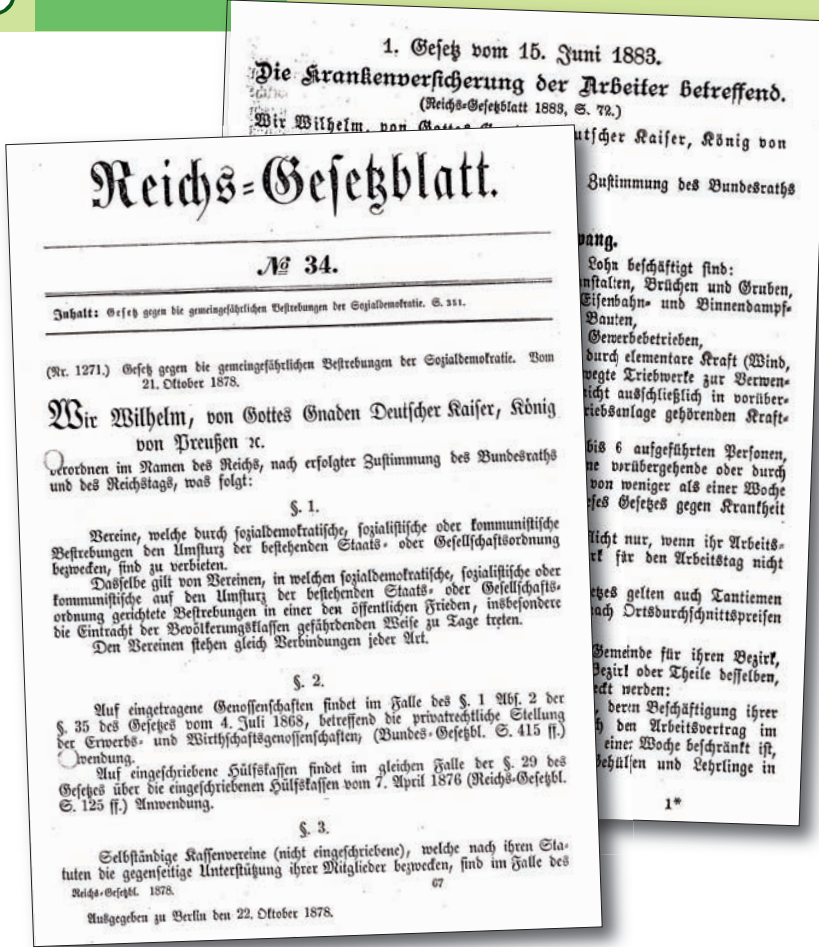 1. Gesetz vom 15. Juni 1883.
Die Krankenversicherung der Arbeiter betreffend.
(Reichs-Gesetzblatt 1883, S. 72.)
Wir Wilhelm, von Gottes utscher Kaiser, König von
Zustimmung des Bundesraths
wang.
Lohn beschäftigt sind:
nstalten, Brüchen und Gruben,
Eisenbahn- und Binnendampf-
Bauten,
Gewerbebetrieben,
durch elementare Kraft (Wind,
wegte Triebwerke zur Verwen-
icht ausschließlich in vorüber-
riebsanlage gehörenden Kraft-
bis 6 aufgeführten Personen,
ne vorübergehende oder durch
von weniger als einer Woche
eses Gesetzes gegen Krankheit
licht nur, wenn ihr Arbeits-
rk für den Arbeitstag nicht
etzes gelten auch Tantiemen
nach Ortsdurchschnittspreisen
Gemeinde für ihren Bezirk,
Bezirk oder Theile desselben,
eckt werden:
, deren Beschäftigung ihrer
h den Arbeitsvertrag im
einer Woche beschränkt ist,
Gehülfen und Lehrlinge in
1*
Reichs-Gesetzblatt.
№ 34.
Inhalt: Gesetz gegen die gemeingefährlichen Bestrebungen der Sozialdemokratie. S. 351.
(Nr. 1271.) Gesetz gegen die gemeingefährlichen Bestrebungen der Sozialdemokratie. Vom
21. Oktober 1878.
Wir Wilhelm, von Gottes Gnaden Deutscher Kaiser, König
von Preußen ꝛc.
verordnen im Namen des Reichs, nach erfolgter Zustimmung des Bundesraths
und des Reichstags, was folgt:
§. 1.
Vereine, welche durch sozialdemokratische, sozialistische oder kommunistische
Bestrebungen den Umsturz der bestehenden Staats- oder Gesellschaftsordnung
bezwecken, sind zu verbieten.
Dasselbe gilt von Vereinen, in welchen sozialdemokratische, sozialistische oder
kommunistische auf den Umsturz der bestehenden Staats- oder Gesellschafts-
ordnung gerichtete Bestrebungen in einer den öffentlichen Frieden, insbesondere
die Eintracht der Bevölkerungsklassen gefährdenden Weise zu Tage treten.
Den Vereinen stehen gleich Verbindungen jeder Art.
§. 2.
Auf eingetragene Genossenschaften findet im Falle des §. 1 Abs. 2 der
§. 35 des Gesetzes vom 4. Juli 1868, betreffend die privatrechtliche Stellung
der Erwerbs- und Wirthschaftsgenossenschaften, (Bundes-Gesetzbl. S. 415 ff.)
wendung.
Auf eingeschriebene Hülfskassen findet im gleichen Falle der §. 29 des
Gesetzes über die eingeschriebenen Hülfskassen vom 7. April 1876 (Reichs-Gesetzbl.
S. 125 ff.) Anwendung.
§. 3.
Selbständige Kassenvereine (nicht eingeschriebene), welche nach ihren Sta-
tuten die gegenseitige Unterstützung ihrer Mitglieder bezwecken, sind im Falle des
Reichs-Gesetzbl. 1878. 67
Ausgegeben zu Berlin den 22. Oktober 1878.